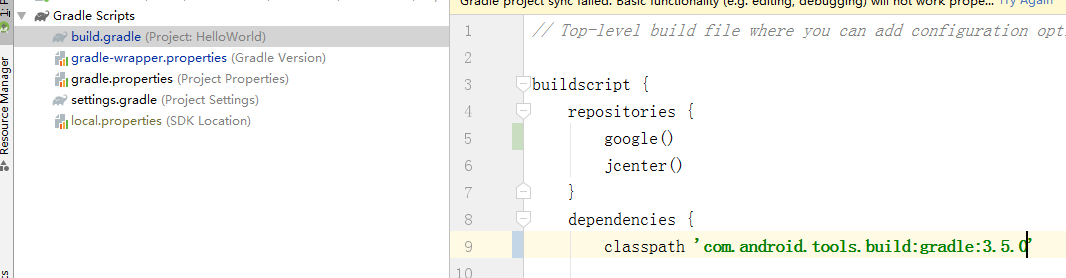 Gradle project sync failed. Basic functionality (e.g. editing, debugging) will not work prope... Try Again
Gradle Scripts
build.gradle (Project: HelloWorld)
gradle-wrapper.properties (Gradle Version)
gradle.properties (Project Properties)
settings.gradle (Project Settings)
local.properties (SDK Location)
Resource Manager
1 // Top-level build file where you can add configuration opt
2
3 buildscript {
4 repositories {
5 google()
6 jcenter()
7 }
8 dependencies {
9 classpath 'com.android.tools.build:gradle:3.5.0'
10